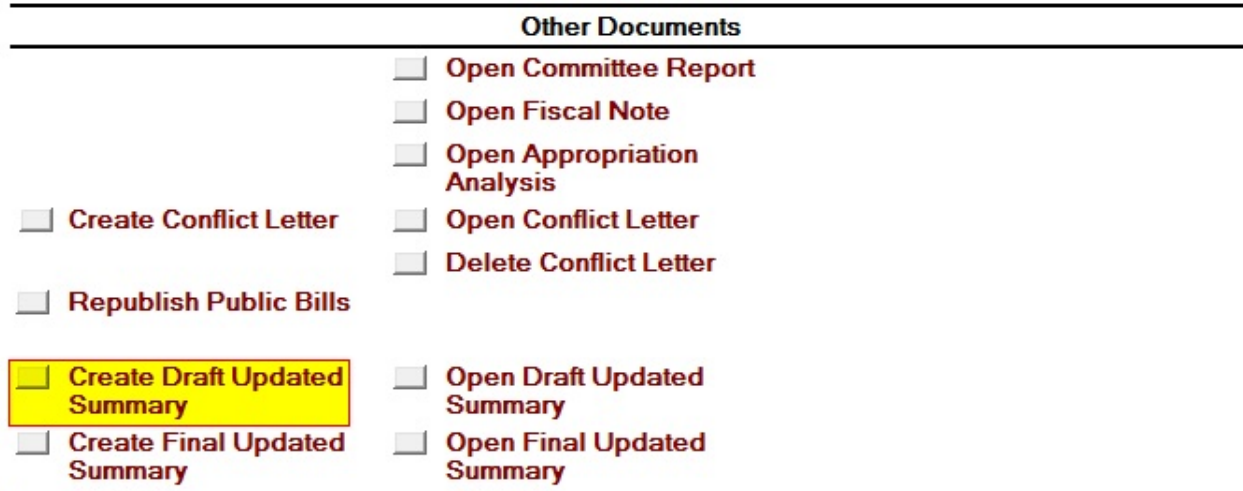 Other Documents
Open Committee Report
Open Fiscal Note
Open Appropriation
Analysis
Create Conflict Letter
Open Conflict Letter
Delete Conflict Letter
Republish Public Bills
Create Draft Updated
Summary
Open Draft Updated
Summary
Create Final Updated
Summary
Open Final Updated
Summary